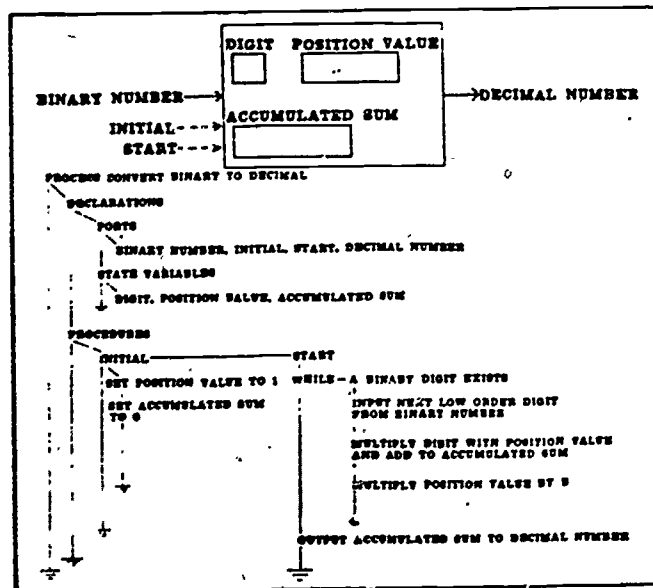 DIGIT POSITION VALUE
BINARY NUMBER
DECIMAL NUMBER
ACCUMULATED SUM
INITIAL
START
PROCESS CONVERT BINARY TO DECIMAL
DECLARATIONS
PORTS
BINARY NUMBER, INITIAL, START, DECIMAL NUMBER
STATE VARIABLES
DIGIT, POSITION VALUE, ACCUMULATED SUM
PROCEDURES
INITIAL START
SET POSITION VALUE TO 1 WHILE - A BINARY DIGIT EXISTS
SET ACCUMULATED SUM
TO 0
INPUT NEXT LOW ORDER DIGIT
FROM BINARY NUMBER
MULTIPLY DIGIT WITH POSITION VALUE
AND ADD TO ACCUMULATED SUM
MULTIPLY POSITION VALUE BY
OUTPUT ACCUMULATED SUM TO DECIMAL NUMBER